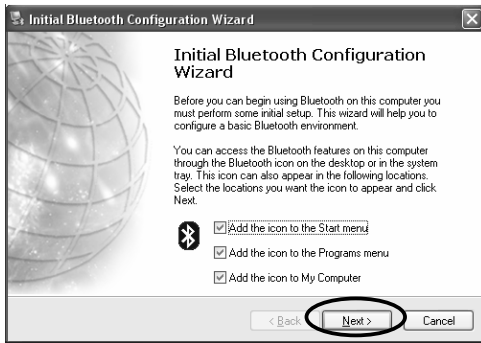 Initial Bluetooth Configuration Wizard
Initial Bluetooth Configuration
Wizard
Before you can begin using Bluetooth on this computer you
must perform some initial setup. This wizard will help you to
configure a basic Bluetooth environment.
You can access the Bluetooth features on this computer
through the Bluetooth icon on the desktop or in the system
tray. This icon can also appear in the following locations.
Select the locations you want the icon to appear and click
Next.
Add the icon to the Start menu
Add the icon to the Programs menu
Add the icon to My Computer
< Back Next > Cancel